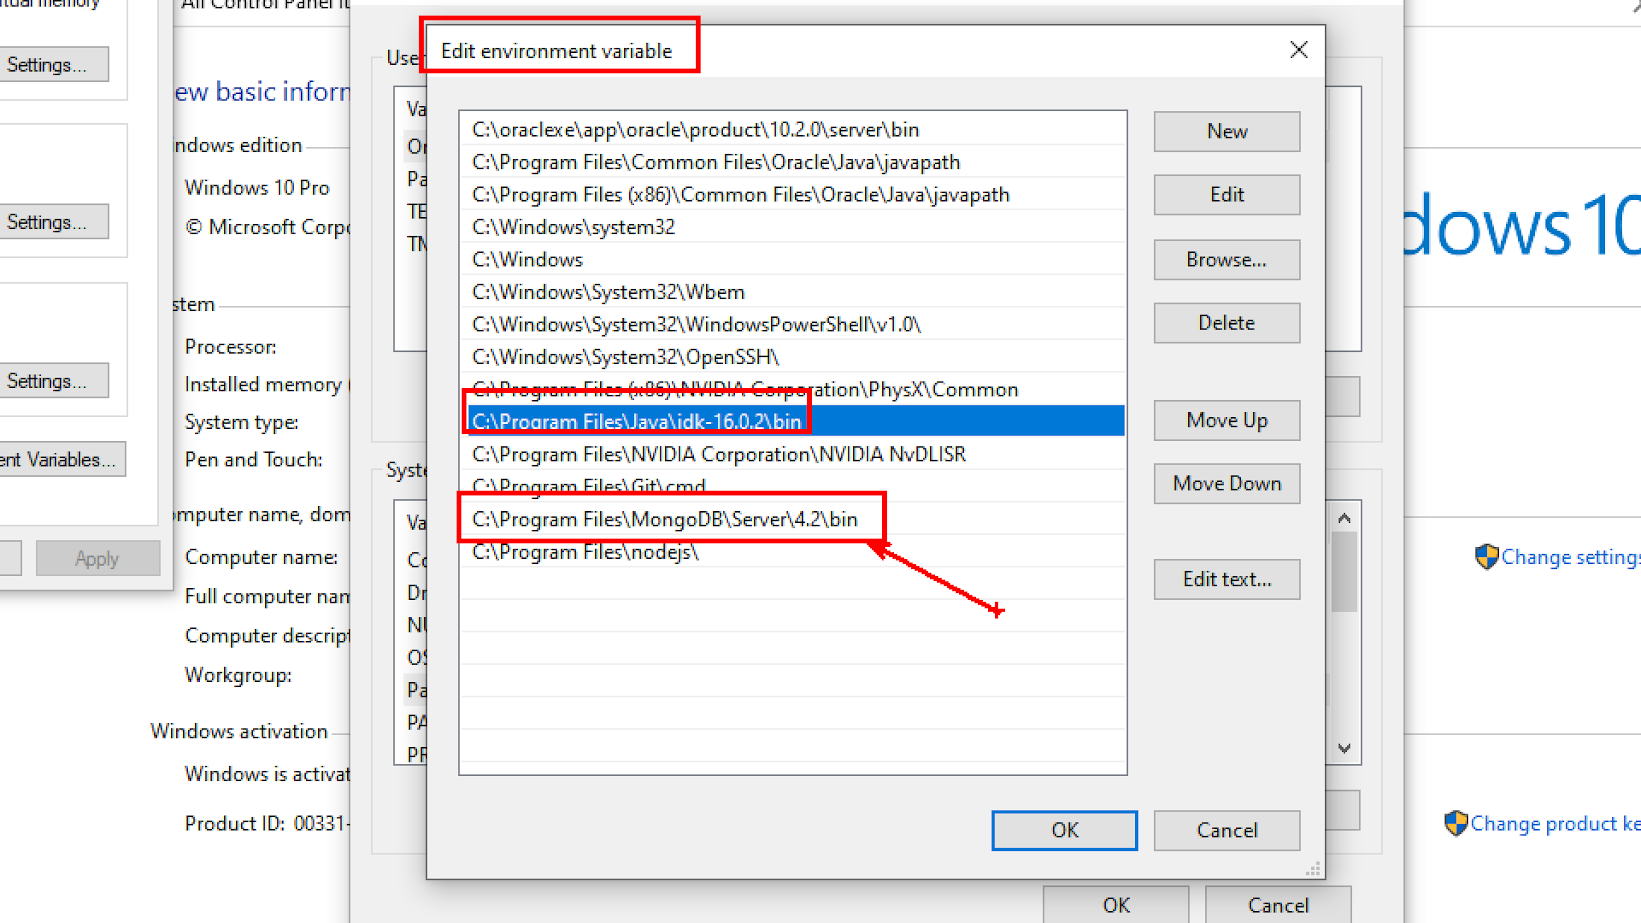 tual memory
All Control Panel It
Settings...
Settings...
Settings...
ent Variables...
Apply
ew basic inforn
ndows edition
Windows 10 Pro
© Microsoft Corpo
stem
Processor:
Installed memory (
System type:
Pen and Touch:
omputer name, dom
Computer name:
Full computer nam
Computer descript
Workgroup:
Windows activation
Windows is activat
Product ID: 00331-
User
Va
Or
Pa
TE
TM
Syste
Va
Co
Dr
NU
OS
Pa
PA
PR
Edit environment variable
C:\oraclexe\app\oracle\product\10.2.0\server\bin
C:\Program Files\Common Files\Oracle\Java\javapath
C:\Program Files (x86)\Common Files\Oracle\Java\javapath
C:\Windows\system32
C:\Windows
C:\Windows\System32\Wbem
C:\Windows\System32\WindowsPowerShell\v1.0\
C:\Windows\System32\OpenSSH\
C:\Program Files (x86)\NVIDIA Corporation\PhysX\Common
C:\Program Files\Java\jdk-16.0.2\bin
C:\Program Files\NVIDIA Corporation\NVIDIA NvDLISR
C:\Program Files\Git\cmd
C:\Program Files\MongoDB\Server\4.2\bin
C:\Program Files\nodejs\
New
Edit
Browse...
Delete
Move Up
Move Down
Edit text...
OK
Cancel
OK
Cancel
dows 10
Change settings
Change product ke